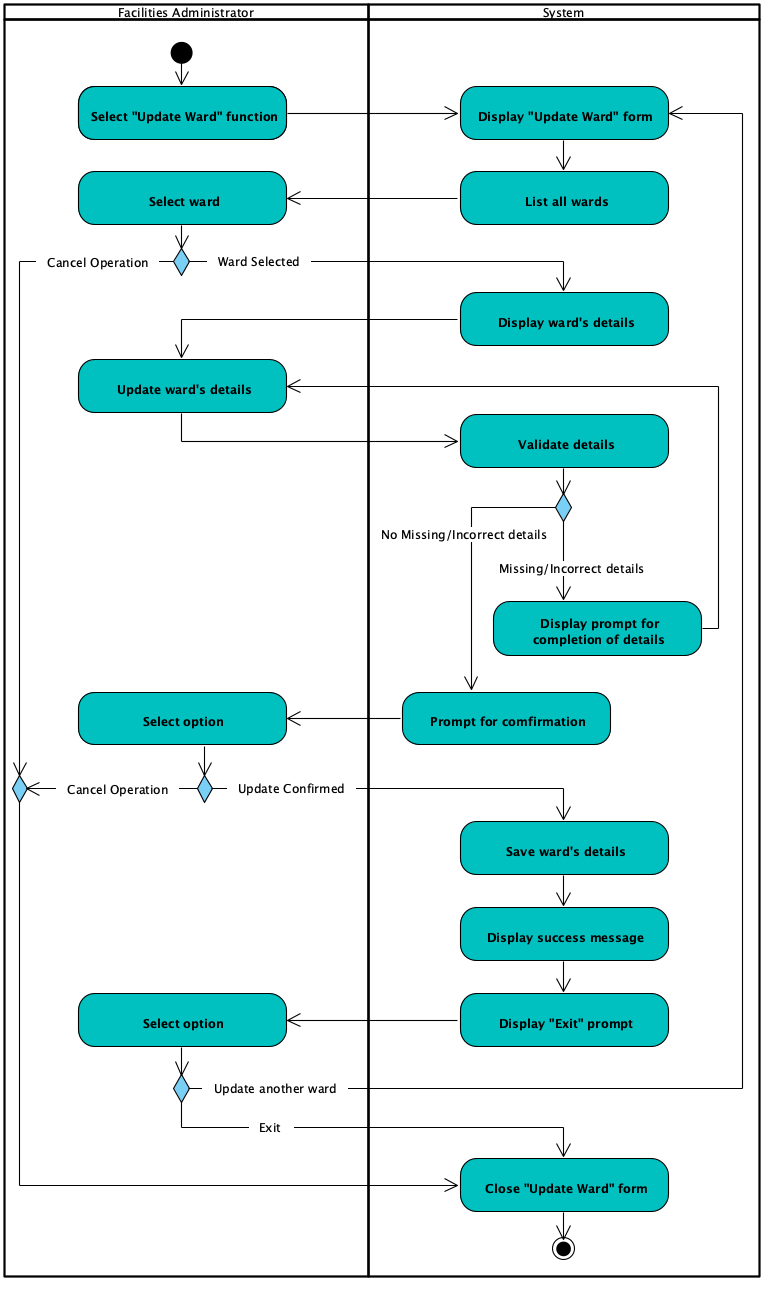 Facilities Administrator
System
Select "Update Ward" function
Display "Update Ward" form
Select ward
List all wards
Cancel Operation
Ward Selected
Display ward's details
Update ward's details
Validate details
No Missing/Incorrect details
Missing/Incorrect details
Display prompt for
completion of details
Select option
Prompt for comfirmation
Cancel Operation
Update Confirmed
Save ward's details
Display success message
Select option
Display "Exit" prompt
Update another ward
Exit
Close "Update Ward" form